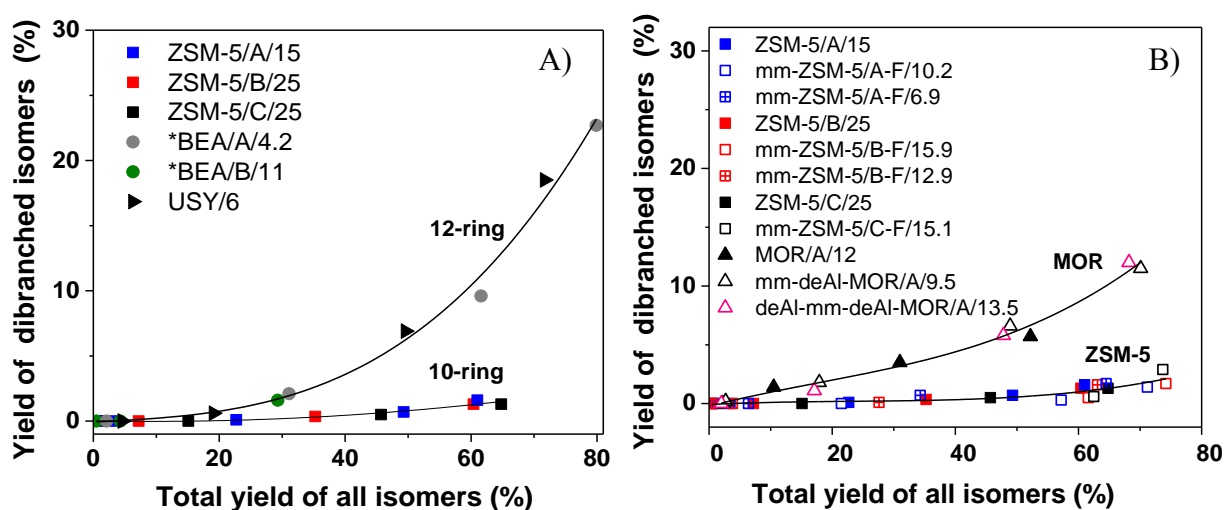 A)
Yield of dibranched isomers (%)
30
20
10
0
ZSM-5/A/15
ZSM-5/B/25
ZSM-5/C/25
*BEA/A/4.2
*BEA/B/11
USY/6
12-ring
10-ring
0 20 40 60 80
Total yield of all isomers (%)
B)
Yield of dibranched isomers (%)
30
20
10
0
ZSM-5/A/15
mm-ZSM-5/A-F/10.2
mm-ZSM-5/A-F/6.9
ZSM-5/B/25
mm-ZSM-5/B-F/15.9
mm-ZSM-5/B-F/12.9
ZSM-5/C/25
mm-ZSM-5/C-F/15.1
MOR/A/12
mm-deAl-MOR/A/9.5
deAl-mm-deAl-MOR/A/13.5
MOR
ZSM-5
0 20 40 60 80
Total yield of all isomers (%)